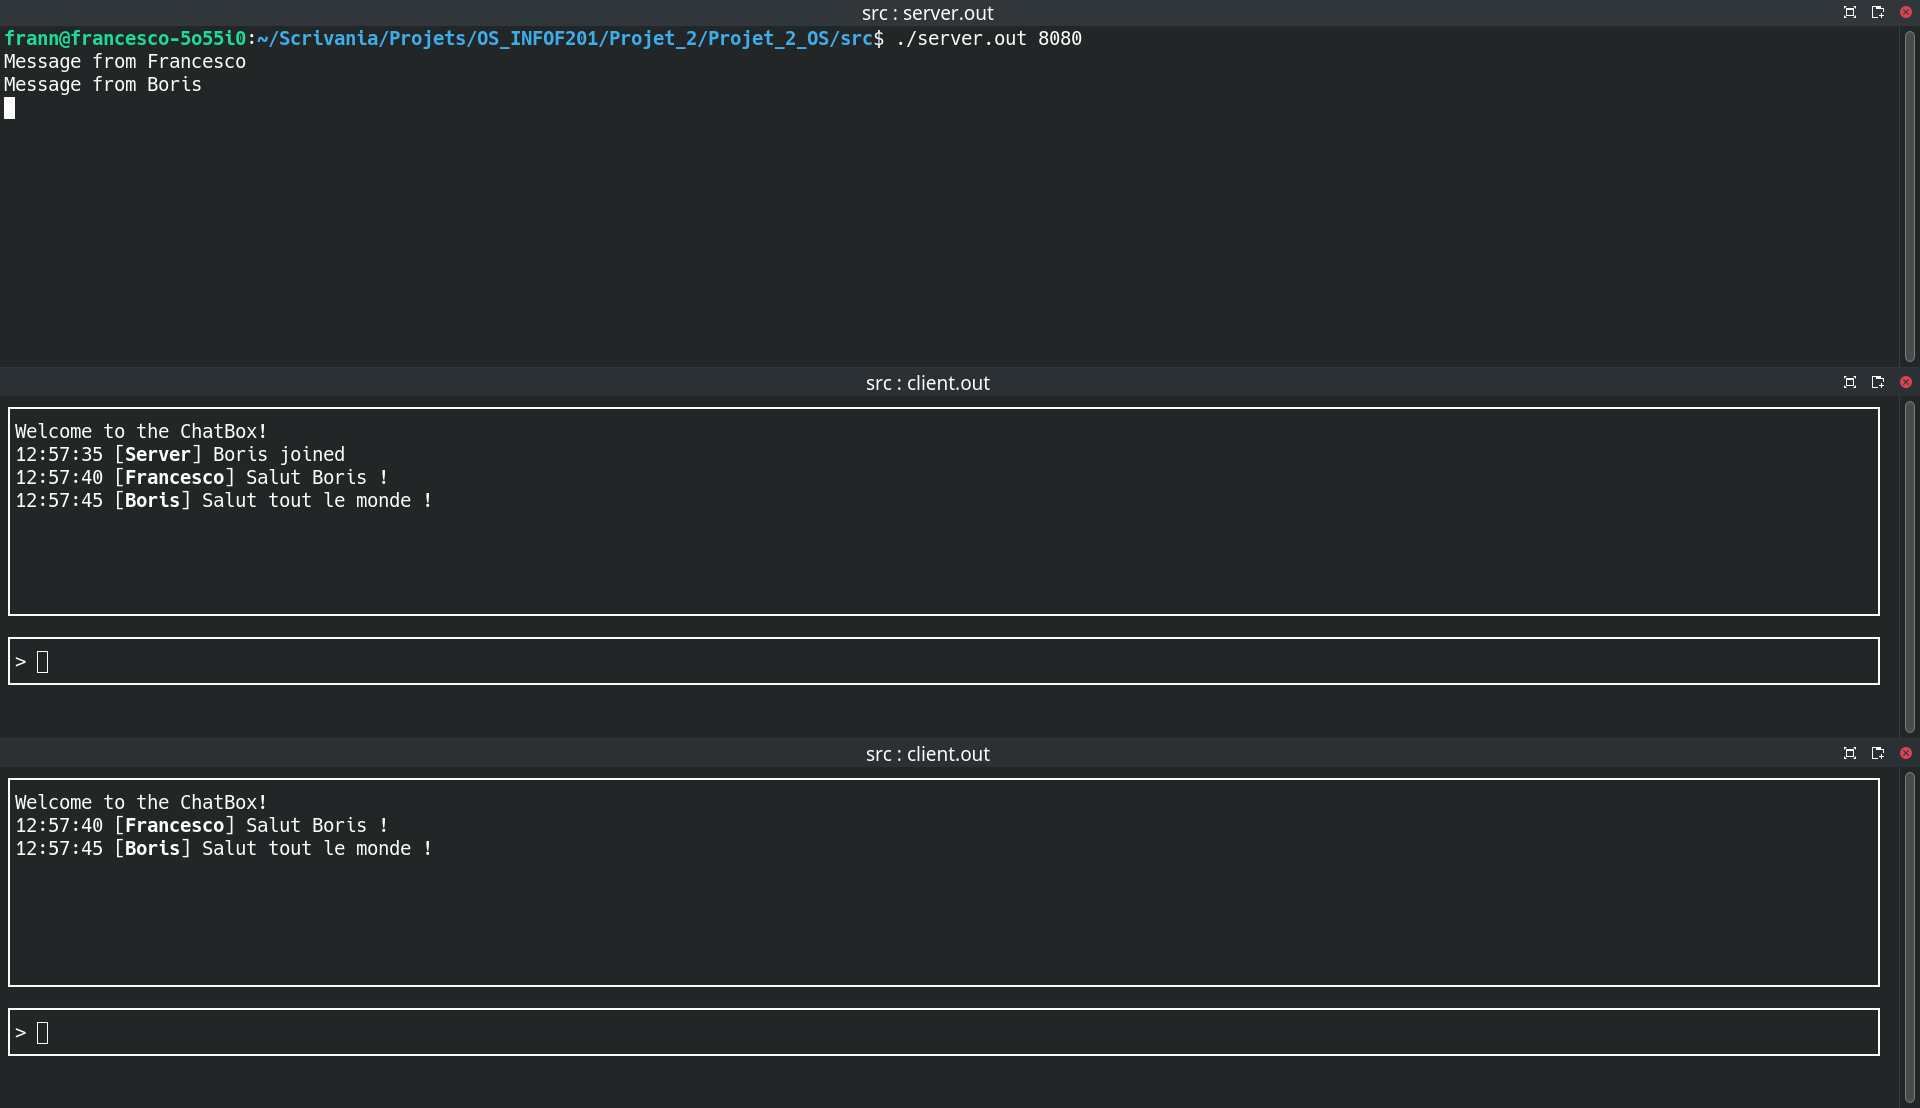 src : server.out
frann@francesco-5o55i0:~/Scrivania/Projets/OS_INFOF201/Projet_2/Projet_2_OS/src$ ./server.out 8080
Message from Francesco
Message from Boris
src : client.out
Welcome to the ChatBox!
12:57:35 [Server] Boris joined
12:57:40 [Francesco] Salut Boris !
12:57:45 [Boris] Salut tout le monde !
>
src : client.out
Welcome to the ChatBox!
12:57:40 [Francesco] Salut Boris !
12:57:45 [Boris] Salut tout le monde !
>